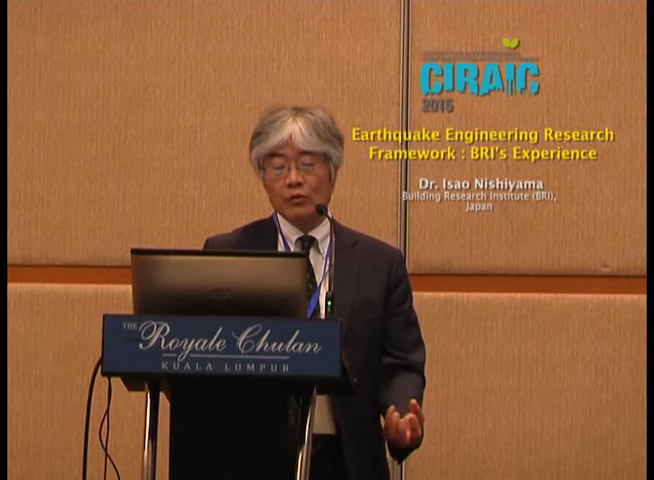 CIRAIC
2015
Earthquake Engineering Research
Framework : BRI's Experience
Dr. Isao Nishiyama
Building Research Institute (BRI),
Japan
THE
Royale Chulan
KUALA LUMPUR